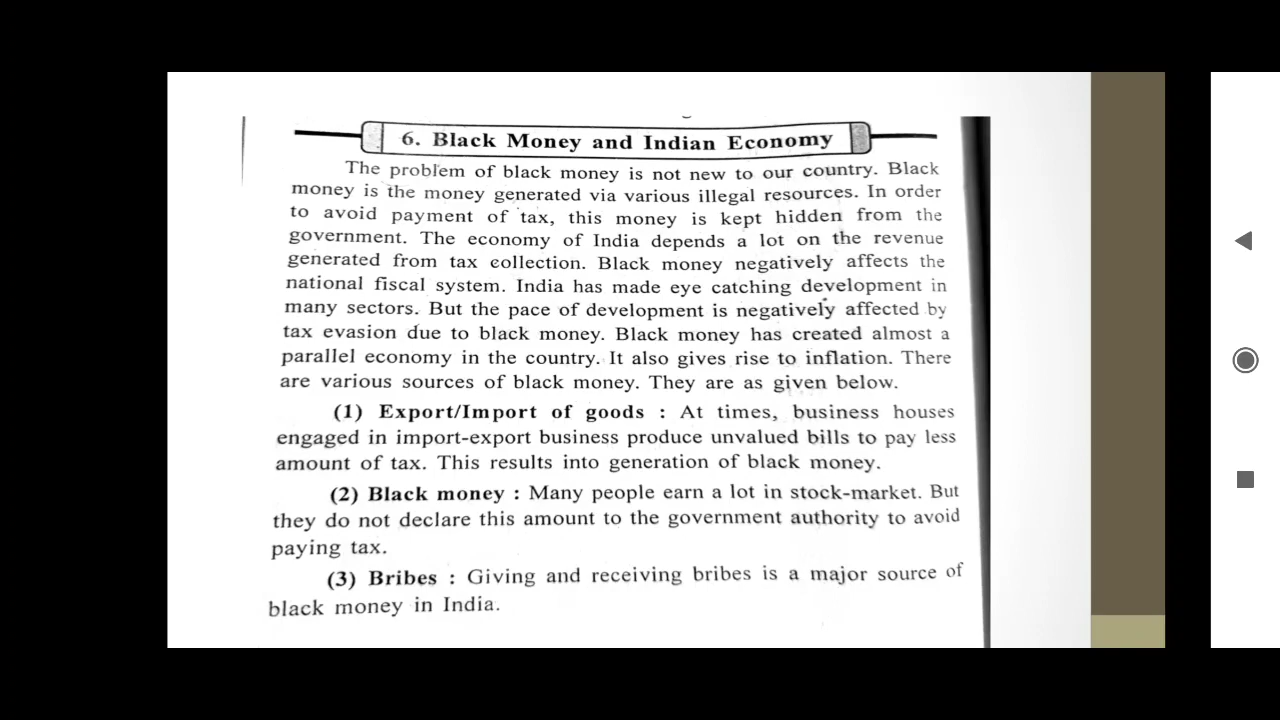 6. Black Money and Indian Economy
The problem of black money is not new to our country. Black
money is the money generated via various illegal resources. In order
to avoid payment of tax, this money is kept hidden from the
government. The economy of India depends a lot on the revenue
generated from tax collection. Black money negatively affects the
national fiscal system. India has made eye catching development in
many sectors. But the pace of development is negatively affected by
tax evasion due to black money. Black money has created almost a
parallel economy in the country. It also gives rise to inflation. There
are various sources of black money. They are as given below.
(1) Export/Import of goods : At times, business houses
engaged in import-export business produce unvalued bills to pay less
amount of tax. This results into generation of black money.
(2) Black money : Many people earn a lot in stock-market. But
they do not declare this amount to the government authority to avoid
paying tax.
(3) Bribes : Giving and receiving bribes is a major source of
black money in India.